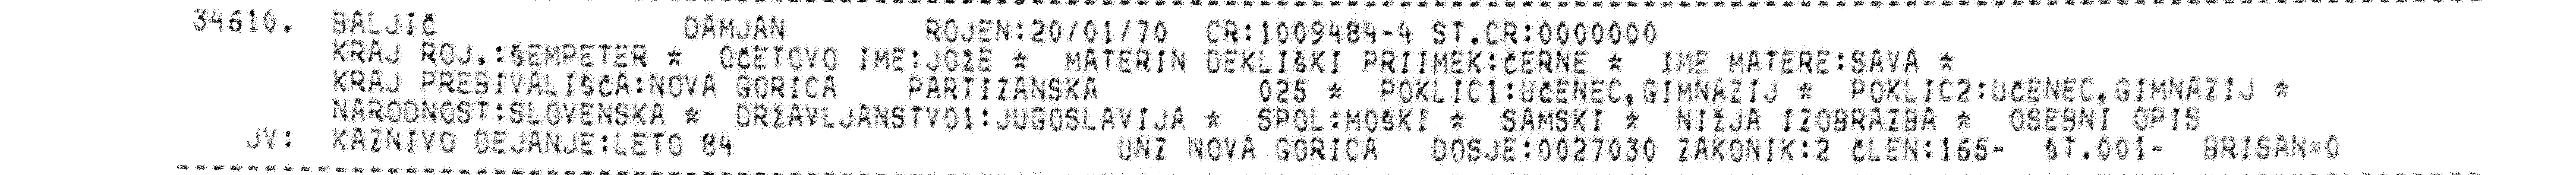 34610. BALJIČ DAMJAN ROJEN:20/01/70 CR:1009484-4 ST.CR:0000000
KRAJ ROJ.:ŠEMPETER * OČETOVO IME:JOŽE * MATERIN DEKLIŠKI PRIIMEK:ČERNE * IME MATERE:SAVA *
KRAJ PREBIVALIŠČA:NOVA GORICA PARTIZANSKA 025 * POKLIC1:UČENEC,GIMNAZIJ * POKLIC2:UČENEC,GIMNAZIJ *
NARODNOST:SLOVENSKA * DRŽAVLJANSTVO1:JUGOSLAVIJA * SPOL:MOŠKI * SAMSKI * NIŽJA IZOBRAZBA * OSEBNI OPIS
JV: KAZNIVO DEJANJE:LETO 84 UNZ NOVA GORICA DOSJE:0027030 ZAKONIK:2 ČLEN:165- ŠT.001- BRISAN=0